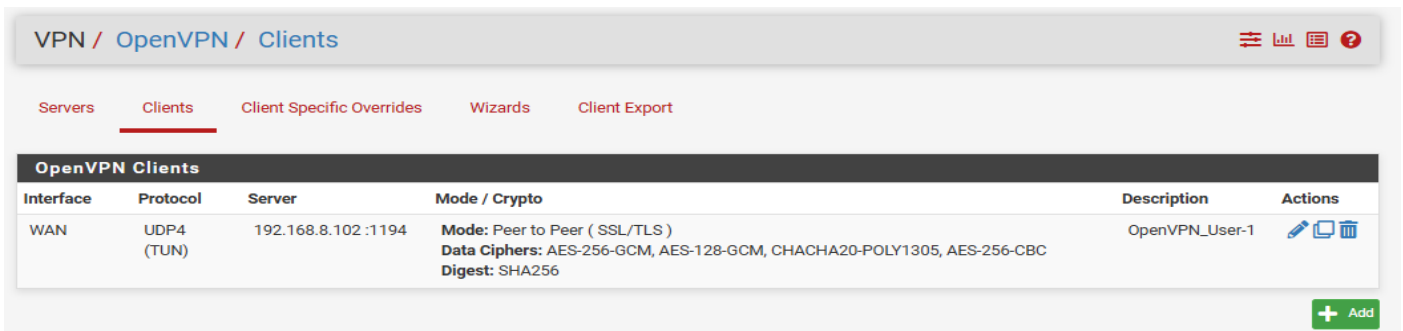 VPN / OpenVPN / Clients
Servers Clients Client Specific Overrides Wizards Client Export
OpenVPN Clients
Interface Protocol Server Mode / Crypto Description Actions
WAN UDP4 192.168.8.102 :1194 Mode: Peer to Peer ( SSL/TLS ) OpenVPN_User-1
(TUN) Data Ciphers: AES-256-GCM, AES-128-GCM, CHACHA20-POLY1305, AES-256-CBC
Digest: SHA256
Add